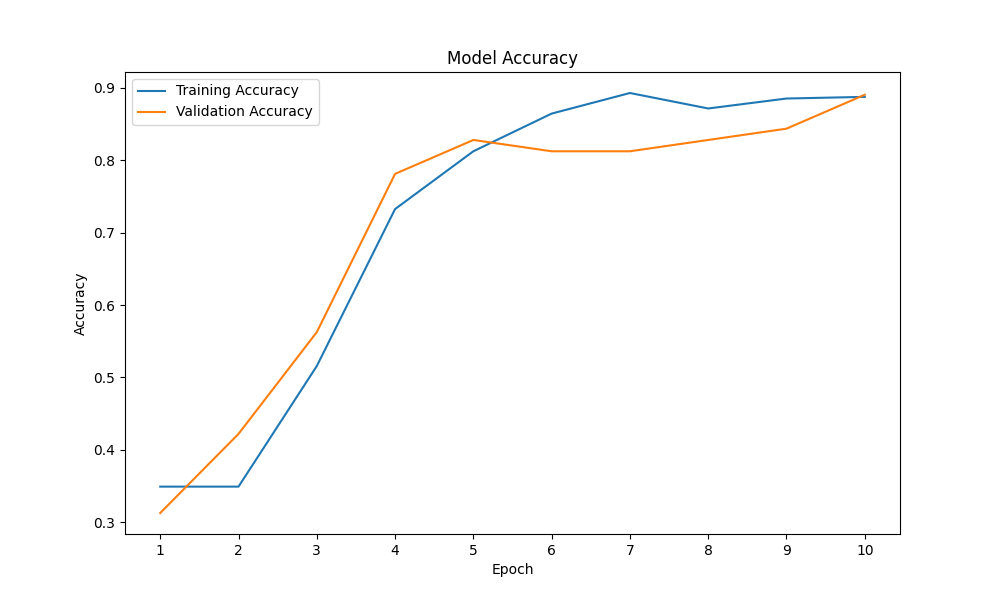 Model Accuracy
Training Accuracy
Validation Accuracy
0.9
0.8
0.7
0.6
0.5
0.4
0.3
Accuracy
1 2 3 4 5 6 7 8 9 10
Epoch